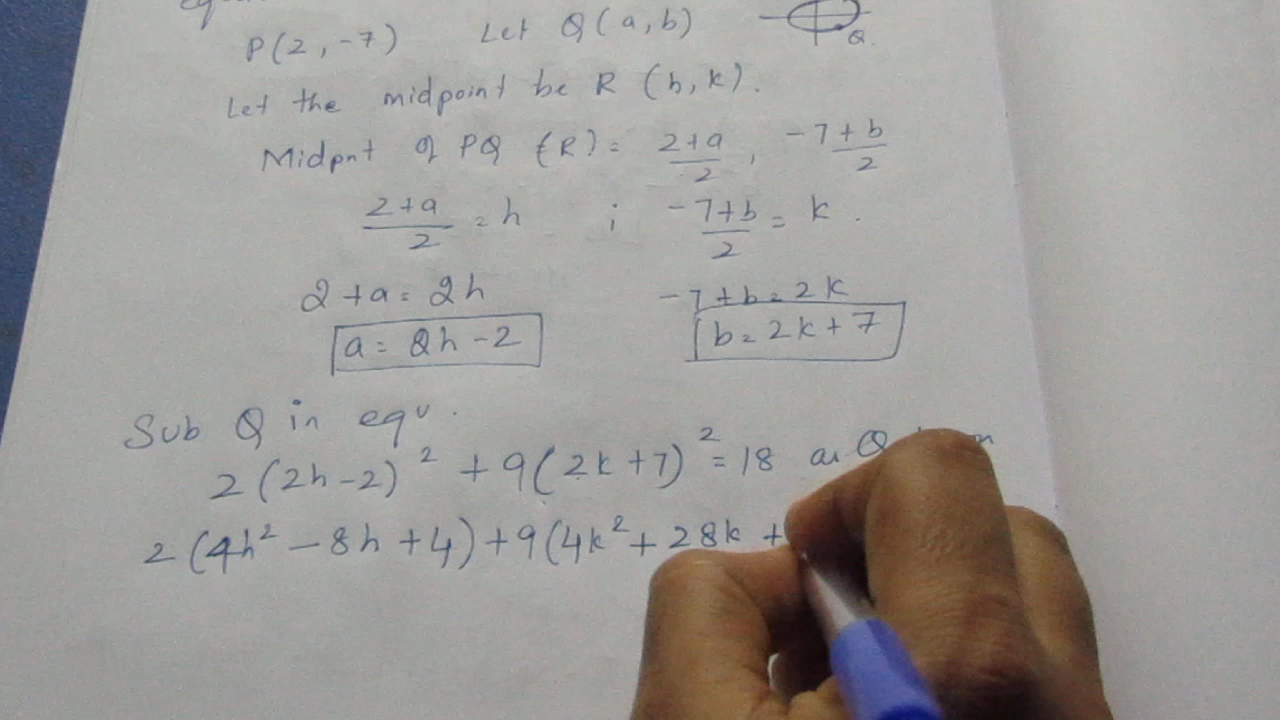 P(2, -7) Let Q(a, b) Q
Let the midpoint be R (h, k).
Midpnt of PQ (R) = 2+a/2, -7+b/2
2+a/2 = h ; -7+b/2 = k.
2+a = 2h -7+b = 2k
a = 2h-2 b = 2k+7
Sub Q in equ.
2(2h-2)² + 9(2k+7)² = 18 as Q
2(4h² - 8h + 4) + 9(4k² + 28k +